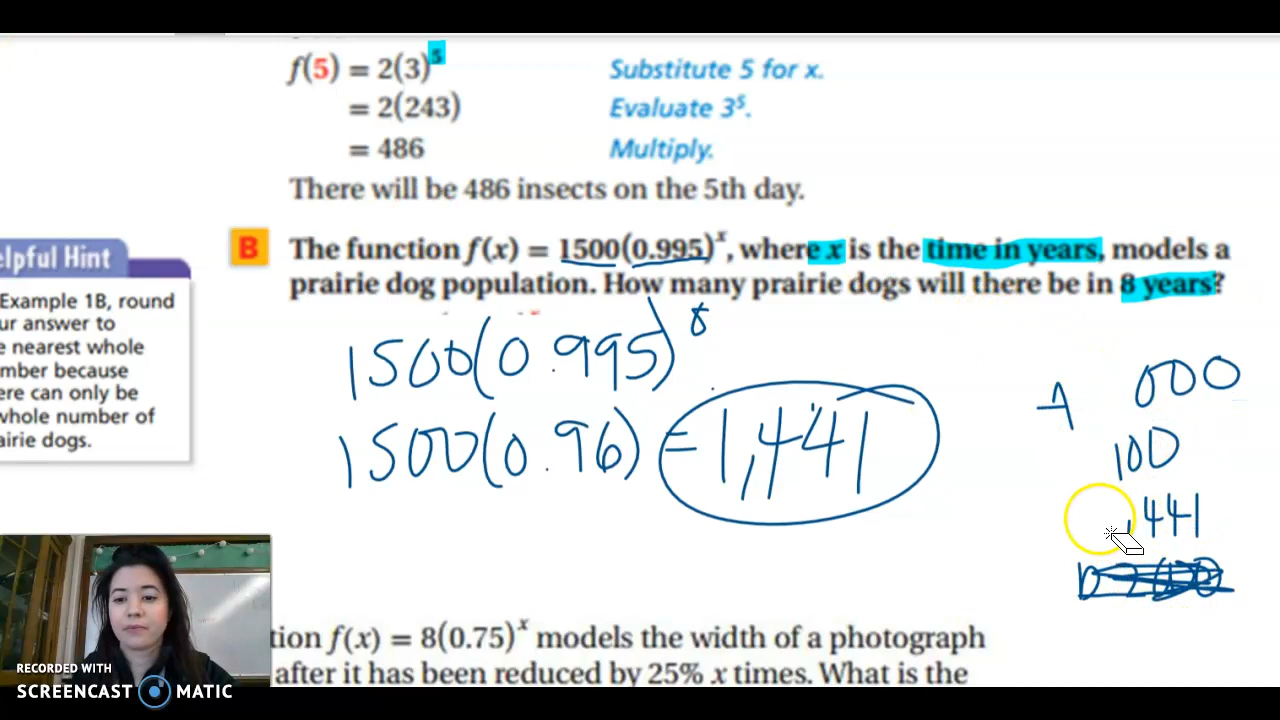 f(5) = 2(3)^5 Substitute 5 for x.
= 2(243) Evaluate 3^5.
= 486 Multiply.
There will be 486 insects on the 5th day.
B The function f(x) = 1500(0.995)^x, where x is the time in years, models a
prairie dog population. How many prairie dogs will there be in 8 years?
elpful Hint
Example 1B, round
ur answer to
e nearest whole
mber because
ere can only be
whole number of
airie dogs.
1500(0.995)^8
1500(0.96) = 1,441
A 000
100
,441
tion f(x) = 8(0.75)^x models the width of a photograph
after it has been reduced by 25% x times. What is the
RECORDED WITH
SCREENCAST MATIC